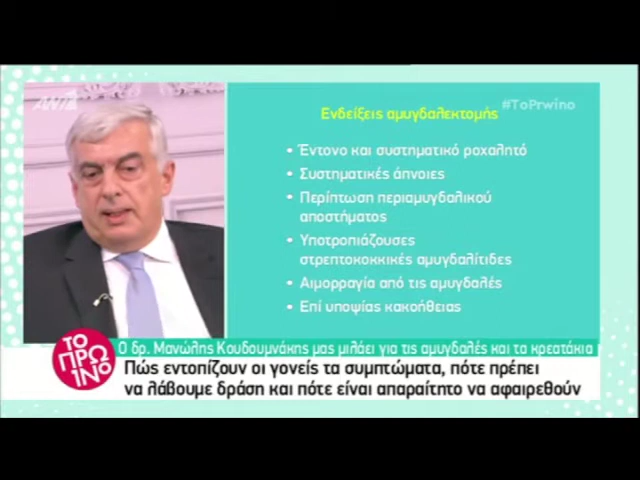 ΑΝΤ1
#ToPrwino
Ενδείξεις αμυγδαλεκτομής
• Έντονο και συστηματικό ροχαλητό
• Συστηματικές άπνοιες
• Περίπτωση περιαμυγδαλικού
αποστήματος
• Υποτροπιάζουσες
στρεπτοκοκκικές αμυγδαλίτιδες
• Αιμορραγία από τις αμυγδαλές
• Επί υποψίας κακοήθειας
Ο δρ. Μανώλης Κουδουμνάκης μας μιλάει για τις αμυγδαλές και τα κρεατάκια
ΤΟ
ΠΡΩ
ΙΝΟ
Πώς εντοπίζουν οι γονείς τα συμπτώματα, πότε πρέπει
να λάβουμε δράση και πότε είναι απαραίτητο να αφαιρεθούν